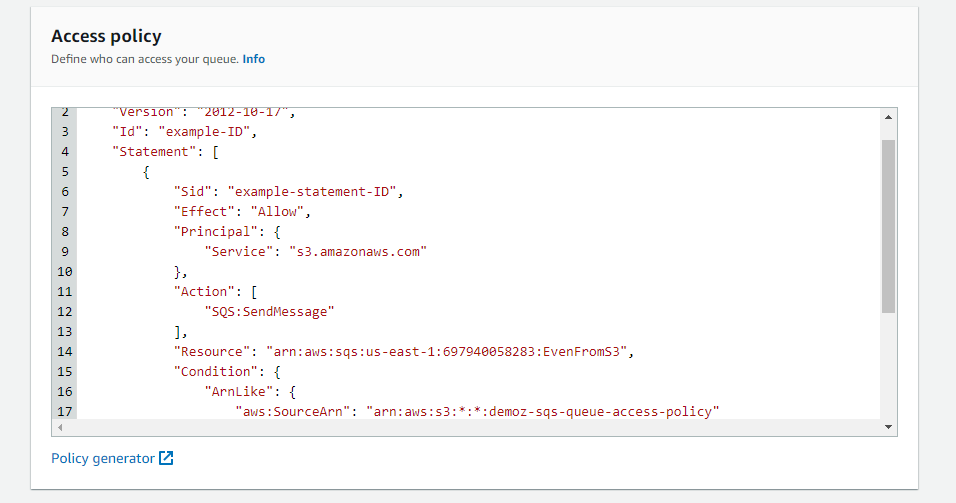 Access policy
Define who can access your queue. Info
2 "Version": "2012-10-17",
3 "Id": "example-ID",
4 "Statement": [
5 {
6 "Sid": "example-statement-ID",
7 "Effect": "Allow",
8 "Principal": {
9 "Service": "s3.amazonaws.com"
10 },
11 "Action": [
12 "SQS:SendMessage"
13 ],
14 "Resource": "arn:aws:sqs:us-east-1:697940058283:EvenFromS3",
15 "Condition": {
16 "ArnLike": {
17 "aws:SourceArn": "arn:aws:s3:*:*:demoz-sqs-queue-access-policy"
Policy generator